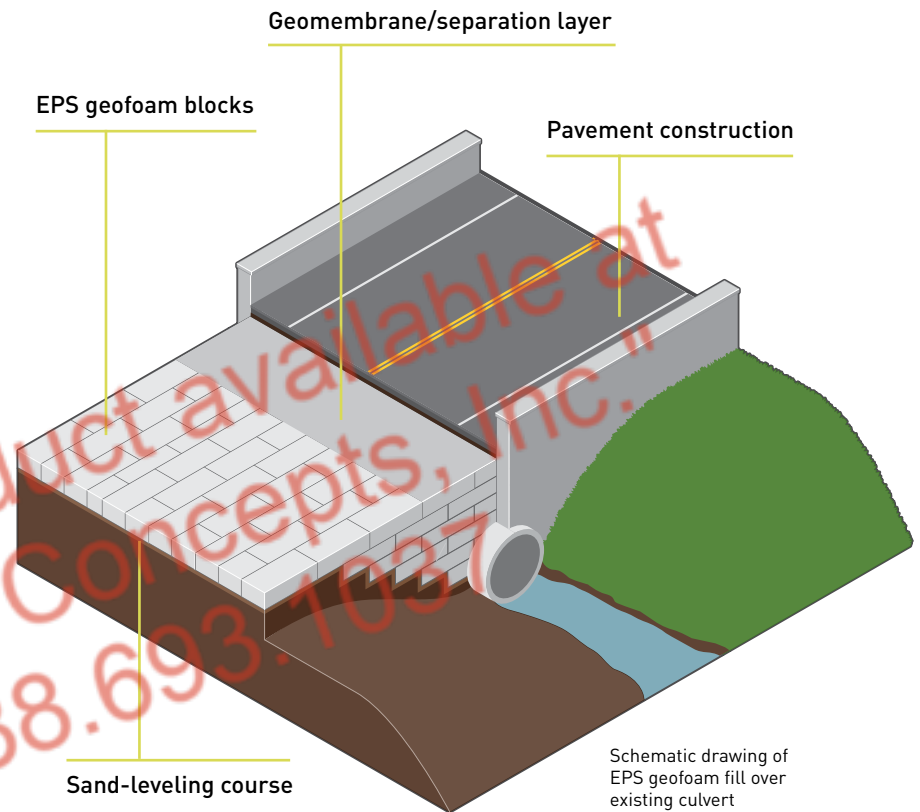 Geomembrane/separation layer
EPS geofoam blocks
Pavement construction
Sand-leveling course
Schematic drawing of
EPS geofoam fill over
existing culvert
available at
Concepts, Inc."
693.1037